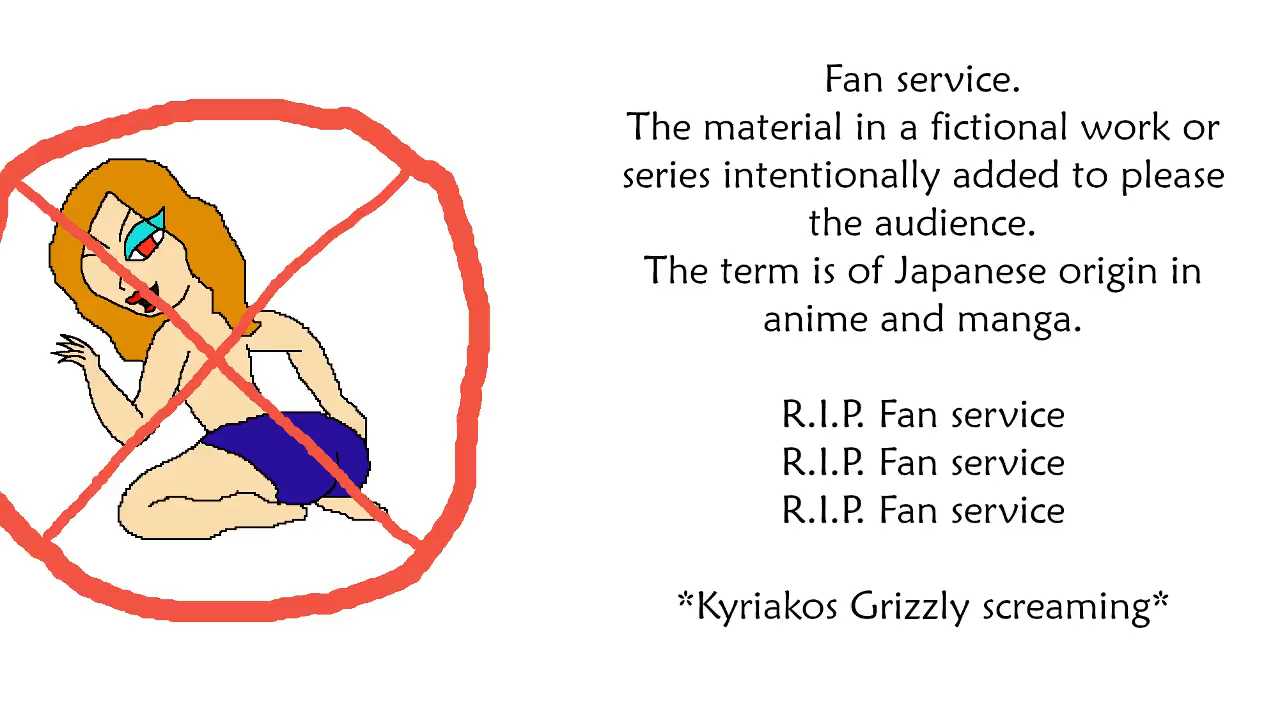 Fan service.
The material in a fictional work or
series intentionally added to please
the audience.
The term is of Japanese origin in
anime and manga.
R.I.P. Fan service
R.I.P. Fan service
R.I.P. Fan service
*Kyriakos Grizzly screaming*